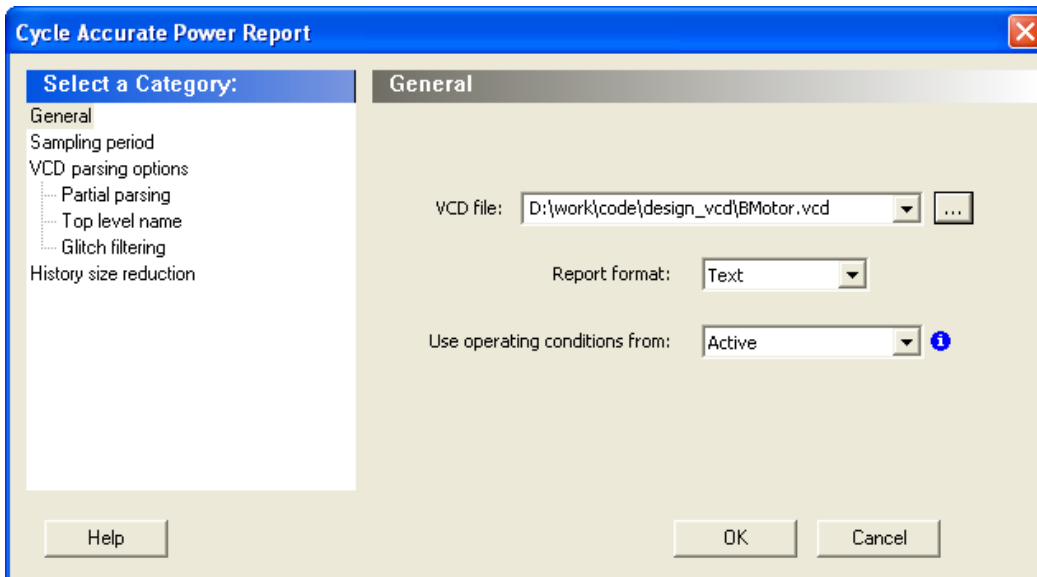 Cycle Accurate Power Report
Select a Category:
General
Sampling period
VCD parsing options
Partial parsing
Top level name
Glitch filtering
History size reduction
General
VCD file: D:\work\code\design_vcd\BMotor.vcd ...
Report format: Text
Use operating conditions from: Active
Help
OK
Cancel